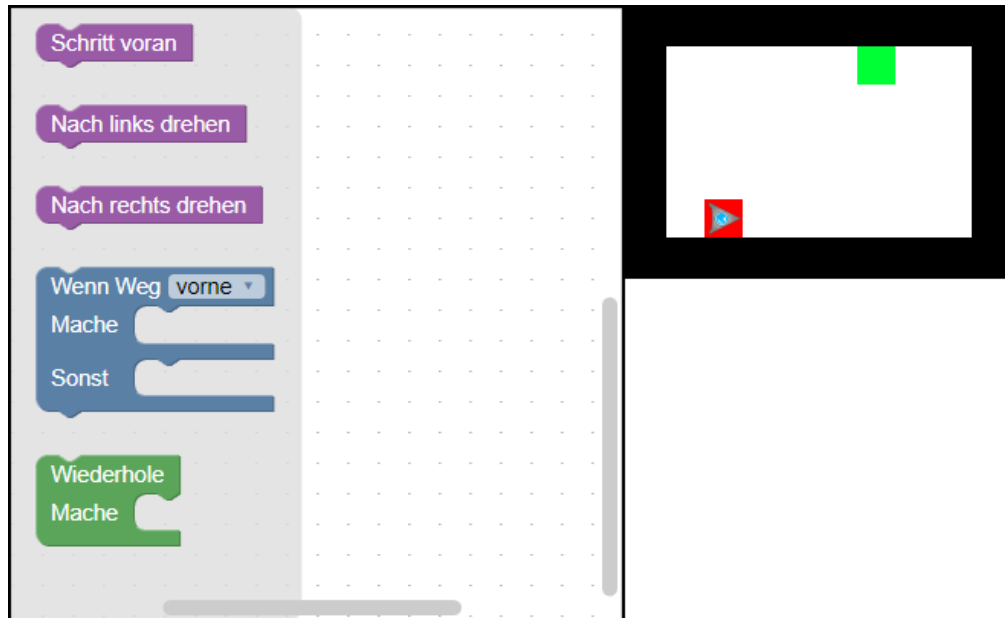 Schritt voran
Nach links drehen
Nach rechts drehen
Wenn Weg vorne
Mache
Sonst
Wiederhole
Mache